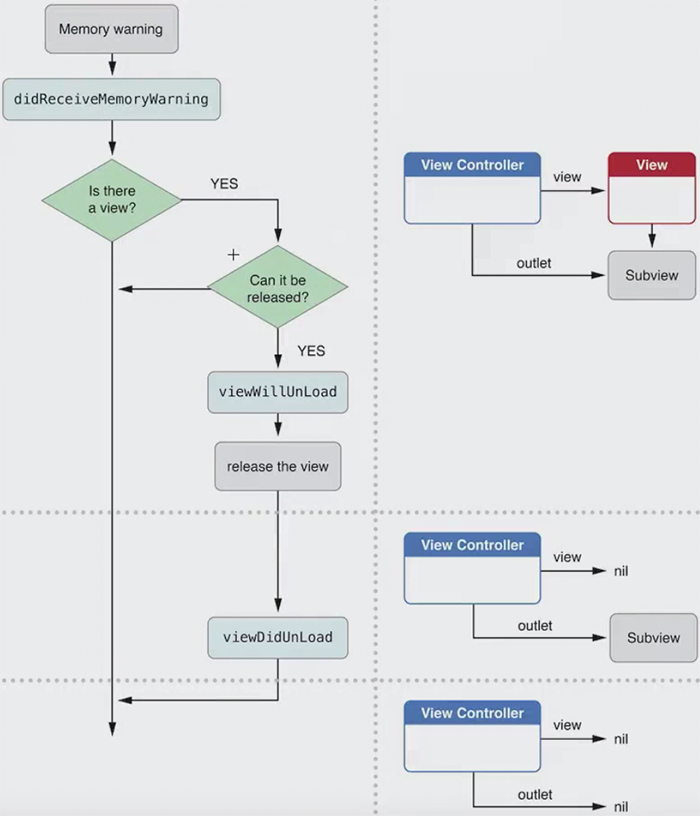 Memory warning
didReceiveMemoryWarning
Is there
a view?
YES
Can it be
released?
YES
viewWillUnLoad
release the view
viewDidUnLoad
View Controller
view
View
outlet
Subview
View Controller
view
nil
outlet
Subview
View Controller
view
nil
outlet
nil